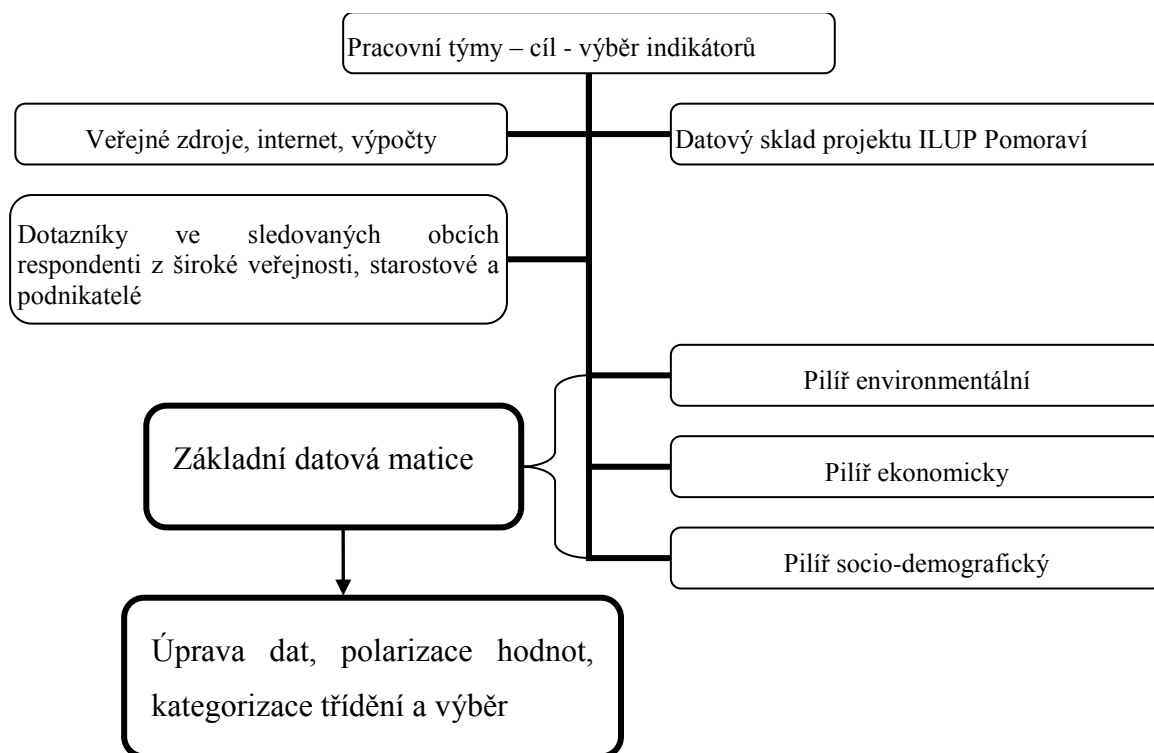 Pracovní týmy – cíl - výběr indikátorů
Veřejné zdroje, internet, výpočty
Datový sklad projektu ILUP Pomoraví
Dotazníky ve sledovaných obcích
respondenti z široké veřejnosti, starostové a
podnikatelé
Pilíř environmentální
Základní datová matice
Pilíř ekonomicky
Pilíř socio-demografický
Úprava dat, polarizace hodnot,
kategorizace třídění a výběr